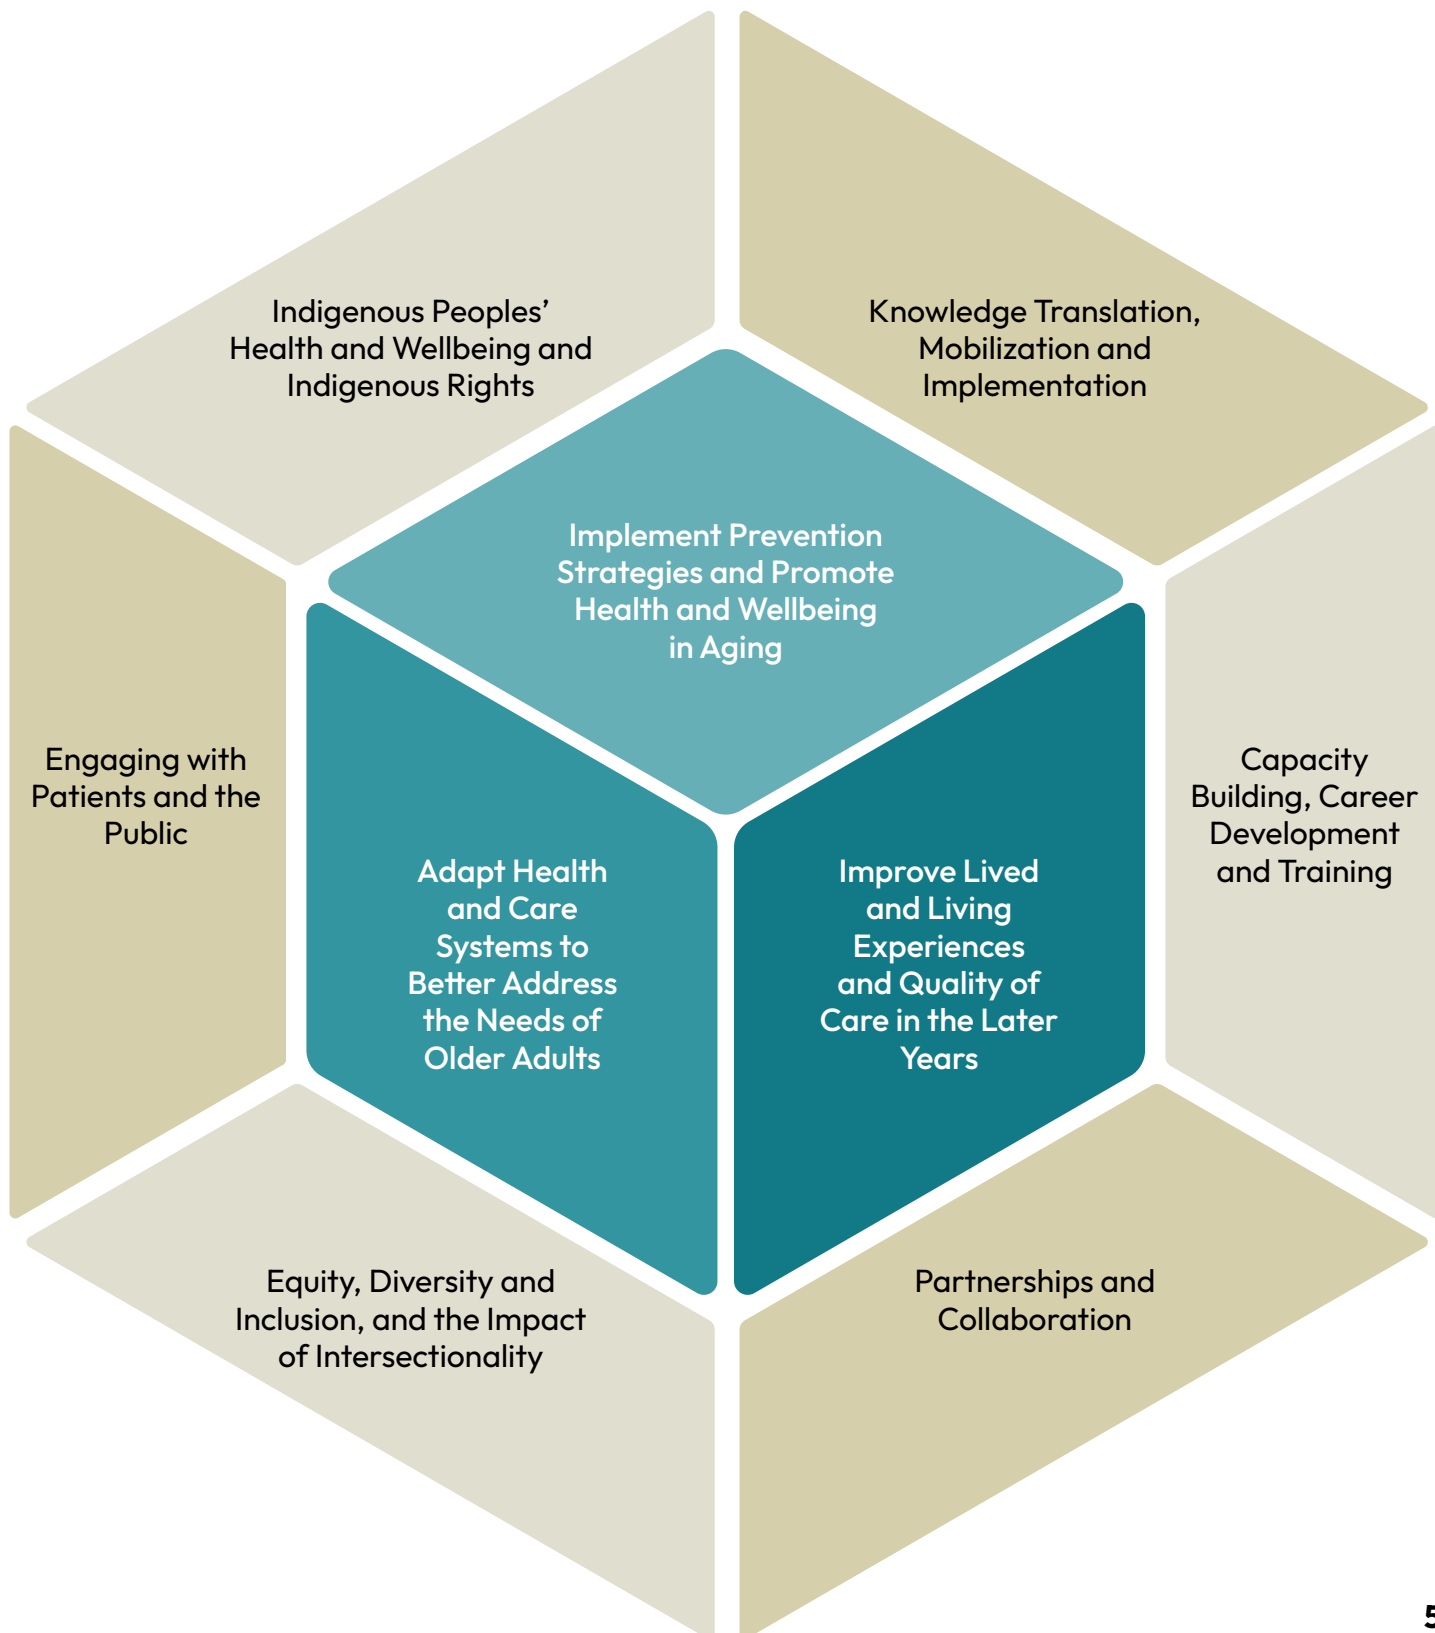 Indigenous Peoples’
Health and Wellbeing and
Indigenous Rights
Knowledge Translation,
Mobilization and
Implementation
Implement Prevention
Strategies and Promote
Health and Wellbeing
in Aging
Engaging with
Patients and the
Public
Capacity
Building, Career
Development
and Training
Adapt Health
and Care
Systems to
Better Address
the Needs of
Older Adults
Improve Lived
and Living
Experiences
and Quality of
Care in the Later
Years
Equity, Diversity and
Inclusion, and the Impact
of Intersectionality
Partnerships and
Collaboration
5